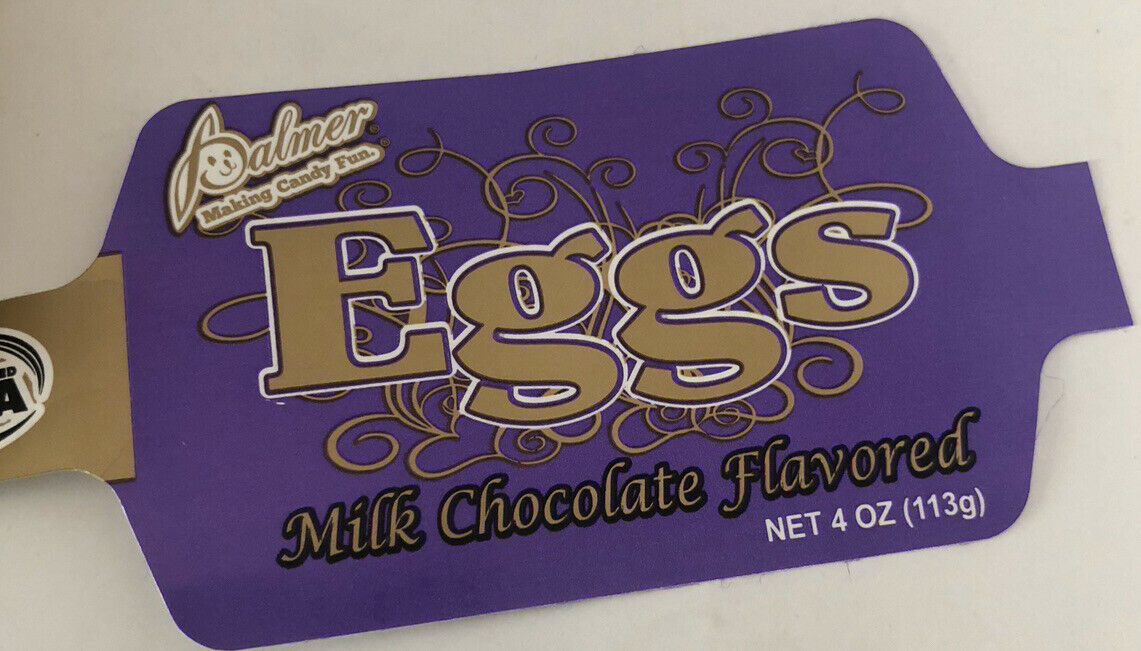 Palmer®
Making Candy Fun.®
Eggs
Milk Chocolate Flavored
NET 4 OZ (113g)